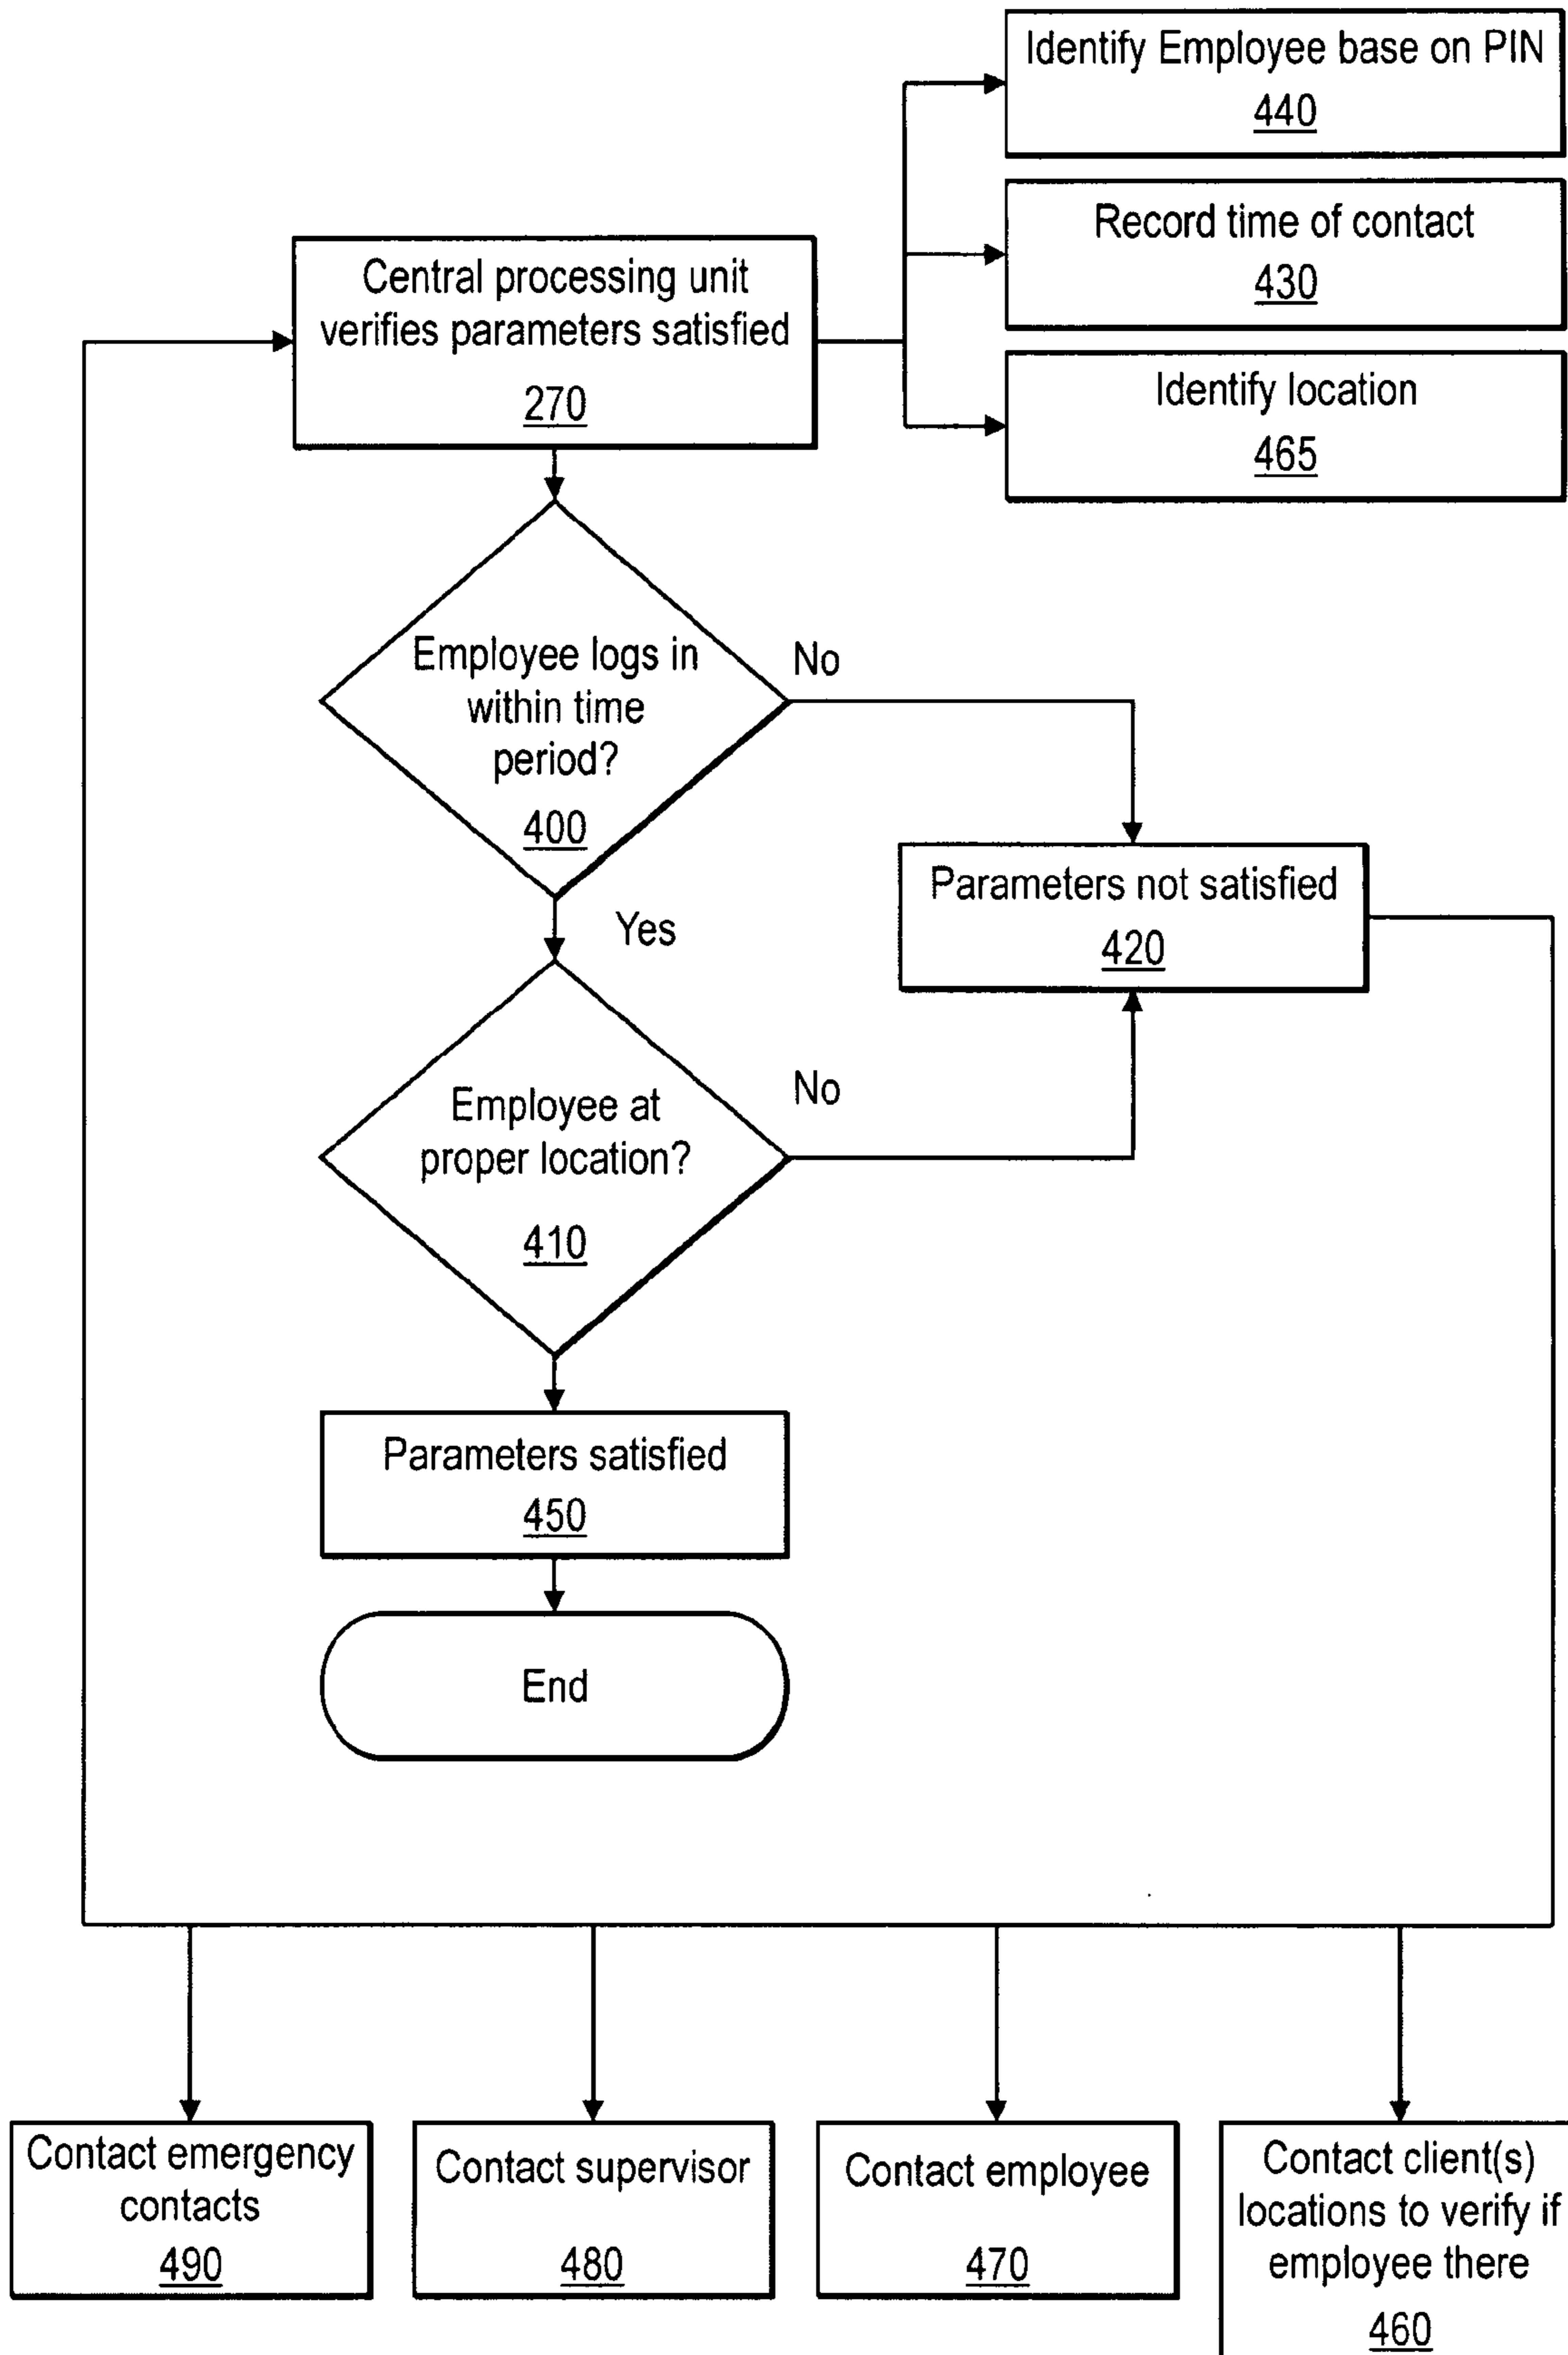 Identify Employee base on PIN
440
Record time of contact
430
Central processing unit
verifies parameters satisfied
270
Identify location
465
Employee logs in
within time
period?
400
No
Parameters not satisfied
420
Yes
Employee at
proper location?
410
No
Parameters satisfied
450
End
Contact emergency
contacts
490
Contact supervisor
480
Contact employee
470
Contact client(s)
locations to verify if
employee there
460